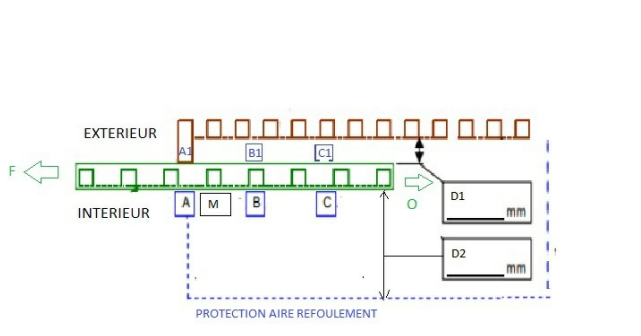 EXTERIEUR
A1 B1 C1
F
INTERIEUR
A M B C
O
D1
mm
D2
mm
PROTECTION AIRE REFOULEMENT